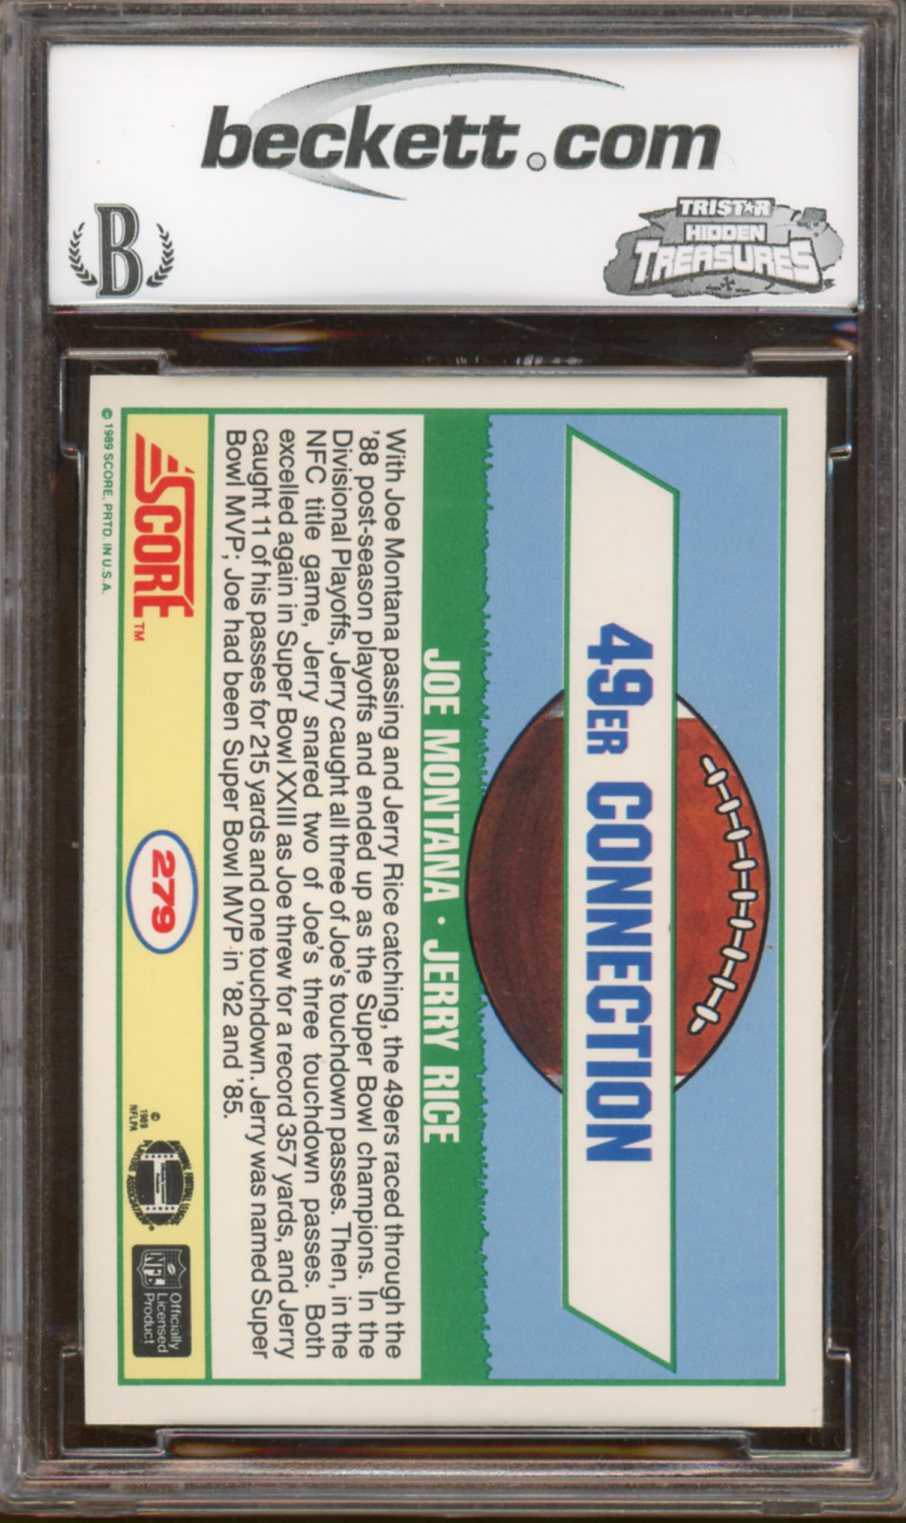 beckett.com
B
TRISTAR
HIDDEN
TREASURES
49ER CONNECTION
JOE MONTANA · JERRY RICE
With Joe Montana passing and Jerry Rice catching, the 49ers raced through the
'88 post-season playoffs and ended up as the Super Bowl champions. In the
Divisional Playoffs, Jerry caught all three of Joe's touchdown passes. Then, in the
NFC title game, Jerry snared two of Joe's three touchdown passes. Both
excelled again in Super Bowl XXIII as Joe threw for a record 357 yards, and Jerry
caught 11 of his passes for 215 yards and one touchdown. Jerry was named Super
Bowl MVP; Joe had been Super Bowl MVP in '82 and '85.
SCORE™
279
© 1989
NFLPA
NFL
Officially
Licensed
Product
© 1989 SCORE, PRTD. IN U.S.A.